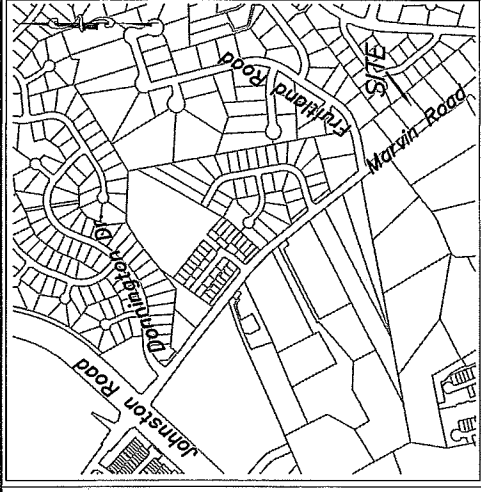 Fruitland Road
SITE
Marvin Road
Donnington Dr
Johnston Road